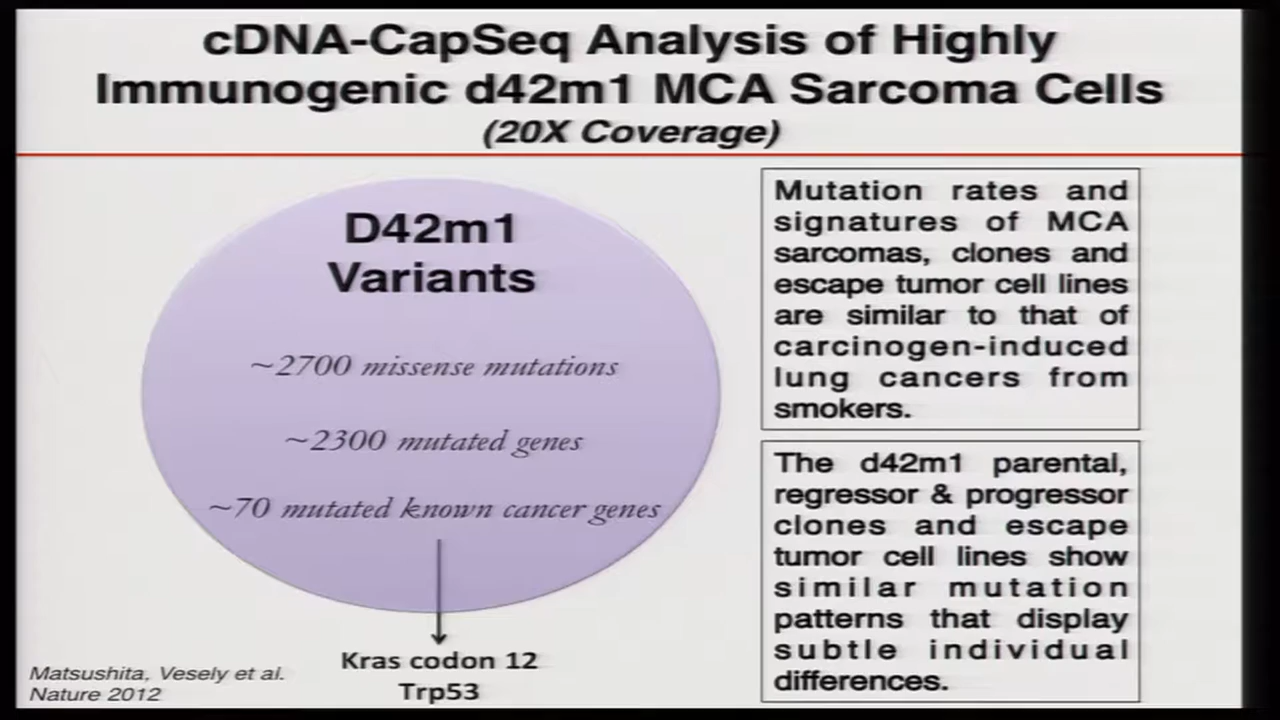 cDNA-CapSeq Analysis of Highly
Immunogenic d42m1 MCA Sarcoma Cells
(20X Coverage)
D42m1
Variants
~2700 missense mutations
~2300 mutated genes
~70 mutated known cancer genes
Kras codon 12
Trp53
Matsushita, Vesely et al.
Nature 2012
Mutation rates and
signatures of MCA
sarcomas, clones and
escape tumor cell lines
are similar to that of
carcinogen-induced
lung cancers from
smokers.
The d42m1 parental,
regressor & progressor
clones and escape
tumor cell lines show
similar mutation
patterns that display
subtle individual
differences.